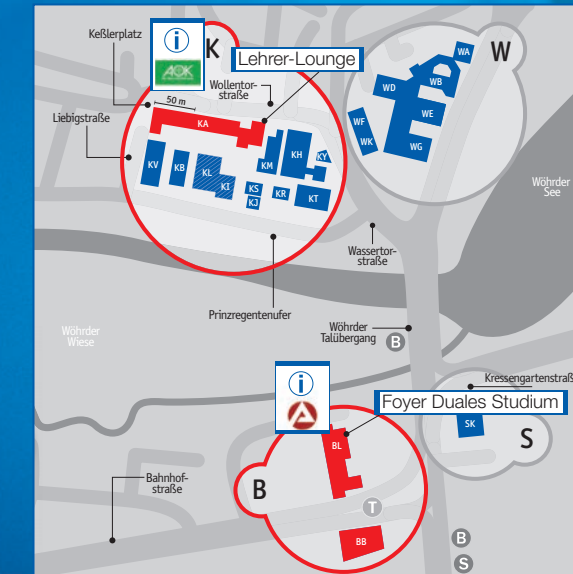 Keßlerplatz
i
AOK
K
Lehrer-Lounge
Wollentor-
straße
50 m
KA
Liebigstraße
KV
KB
KL
KI
KM
KH
KY
KS
KJ
KR
KT
W
WA
WB
WD
WE
WF
WK
WG
Wöhrder
See
Wassertor-
straße
Prinzregentenufer
Wöhrder
Wiese
Wöhrder
Talübergang
B
i
Kressengartenstraß
Foyer Duales Studium
SK
S
BL
B
Bahnhof-
straße
T
BB
B
S